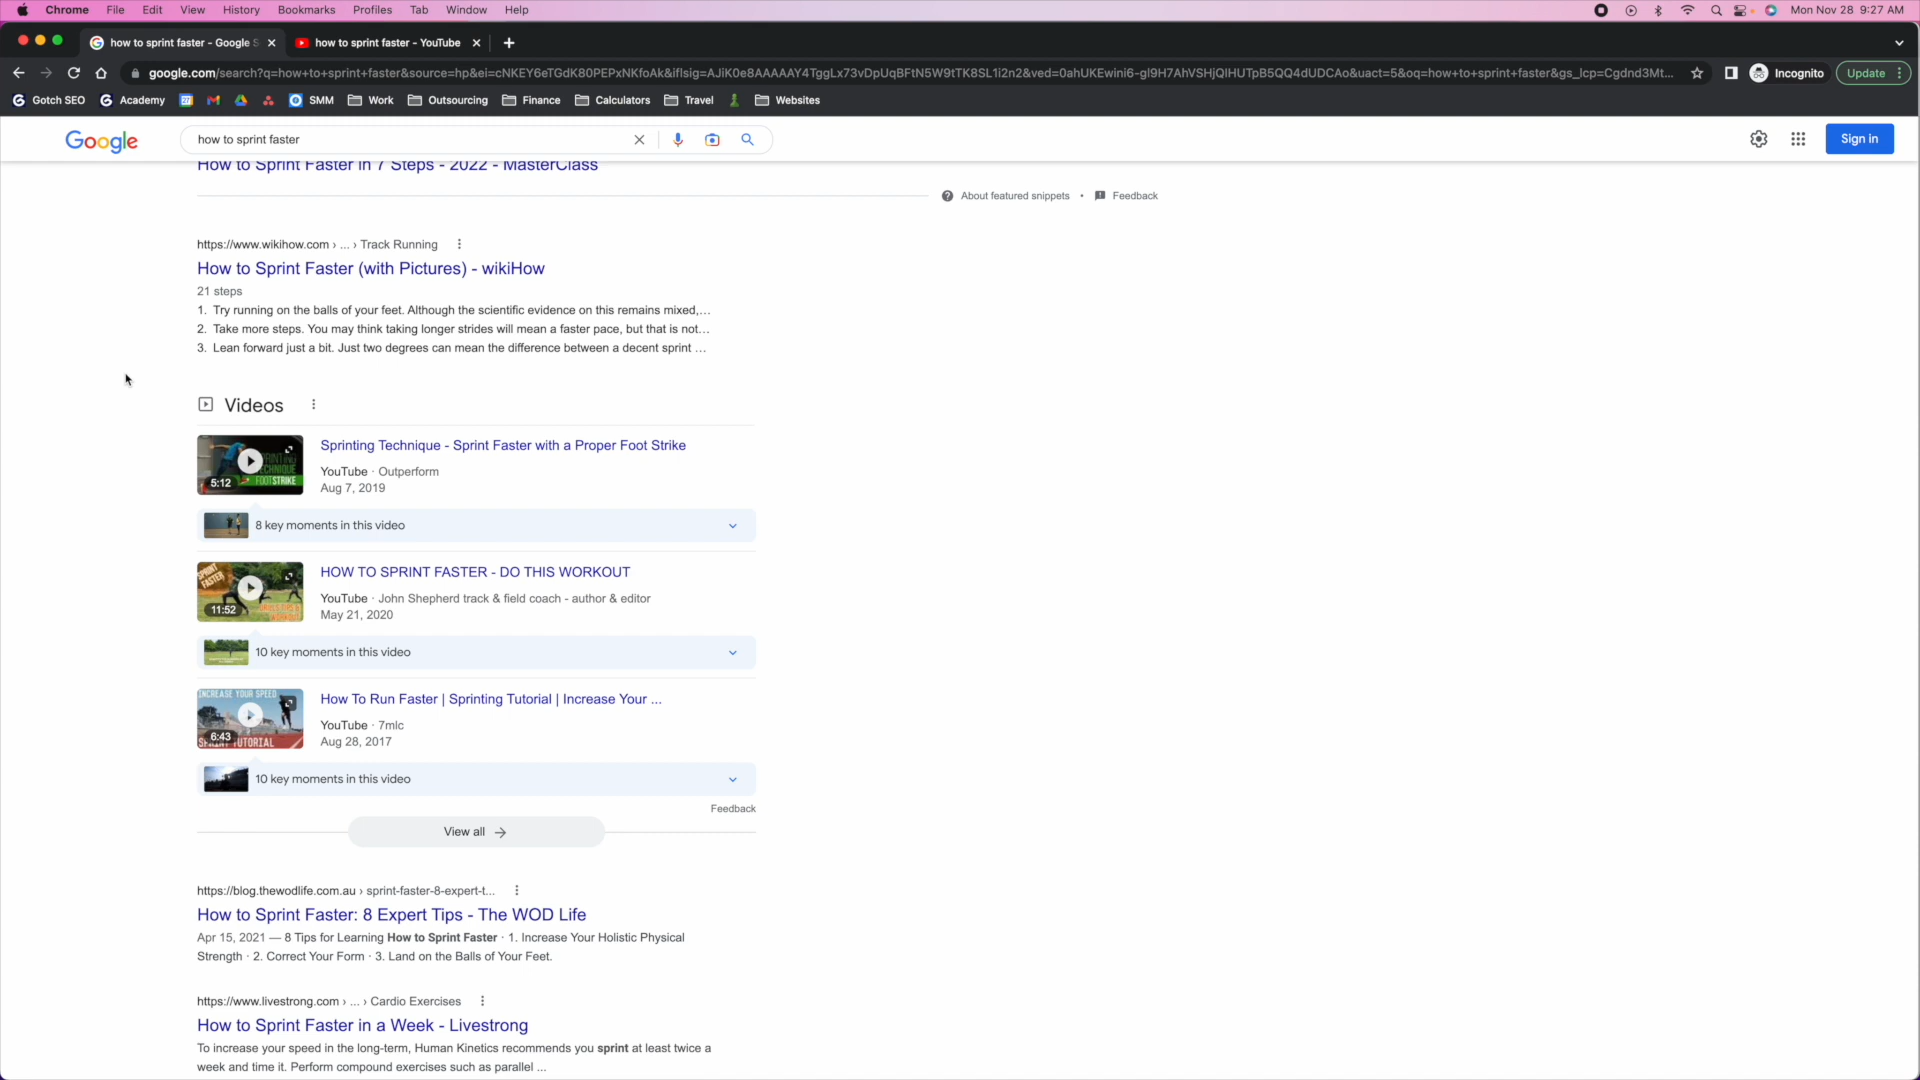 Chrome File Edit View History Bookmarks Profiles Tab Window Help Mon Nov 28 9:27 AM
how to sprint faster - Google S how to sprint faster - YouTube
google.com/search?q=how+to+sprint+faster&source=hp&ei=cNKEY6eTGdK80PEPxNKfoAk&iflsig=AJiK0e8AAAAAY4TggLx73vDpUqBFtN5W9tTK8SL1i2n2&ved=0ahUKEwini6-gl9H7AhVSHjQIHUTpB5QQ4dUDCAo&uact=5&oq=how+to+sprint+faster&gs_lcp=Cgdnd3Mt... Incognito Update
Gotch SEO Academy SMM Work Outsourcing Finance Calculators Travel Websites
Google how to sprint faster Sign in
How to Sprint Faster in 7 Steps - 2022 - MasterClass
About featured snippets • Feedback
https://www.wikihow.com › ... › Track Running
How to Sprint Faster (with Pictures) - wikiHow
21 steps
1. Try running on the balls of your feet. Although the scientific evidence on this remains mixed,...
2. Take more steps. You may think taking longer strides will mean a faster pace, but that is not...
3. Lean forward just a bit. Just two degrees can mean the difference between a decent sprint ...
Videos
Sprinting Technique - Sprint Faster with a Proper Foot Strike
YouTube · Outperform
Aug 7, 2019
5:12
FOOTSTRIKE
8 key moments in this video
HOW TO SPRINT FASTER - DO THIS WORKOUT
YouTube · John Shepherd track & field coach - author & editor
May 21, 2020
SPRINT FASTER
11:52
10 key moments in this video
How To Run Faster | Sprinting Tutorial | Increase Your ...
YouTube · 7mlc
Aug 28, 2017
INCREASE YOUR SPEED
6:43
SPRINT TUTORIAL
10 key moments in this video
Feedback
View all
https://blog.thewodlife.com.au › sprint-faster-8-expert-t...
How to Sprint Faster: 8 Expert Tips - The WOD Life
Apr 15, 2021 — 8 Tips for Learning How to Sprint Faster · 1. Increase Your Holistic Physical
Strength · 2. Correct Your Form · 3. Land on the Balls of Your Feet.
https://www.livestrong.com › ... › Cardio Exercises
How to Sprint Faster in a Week - Livestrong
To increase your speed in the long-term, Human Kinetics recommends you sprint at least twice a
week and time it. Perform compound exercises such as parallel ...